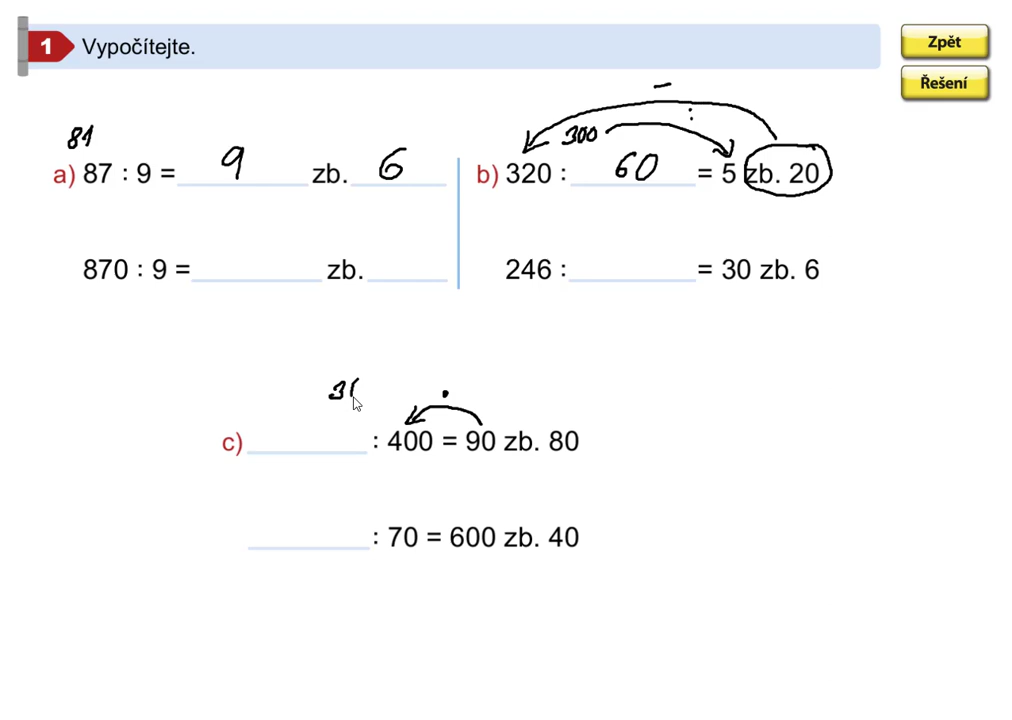 1 Vypočítejte.
Zpět
Řešení
81
300
a) 87 : 9 = 9 zb. 6
b) 320 : 60 = 5 zb. 20
870 : 9 = zb.
246 : = 30 zb. 6
c) : 400 = 90 zb. 80
: 70 = 600 zb. 40